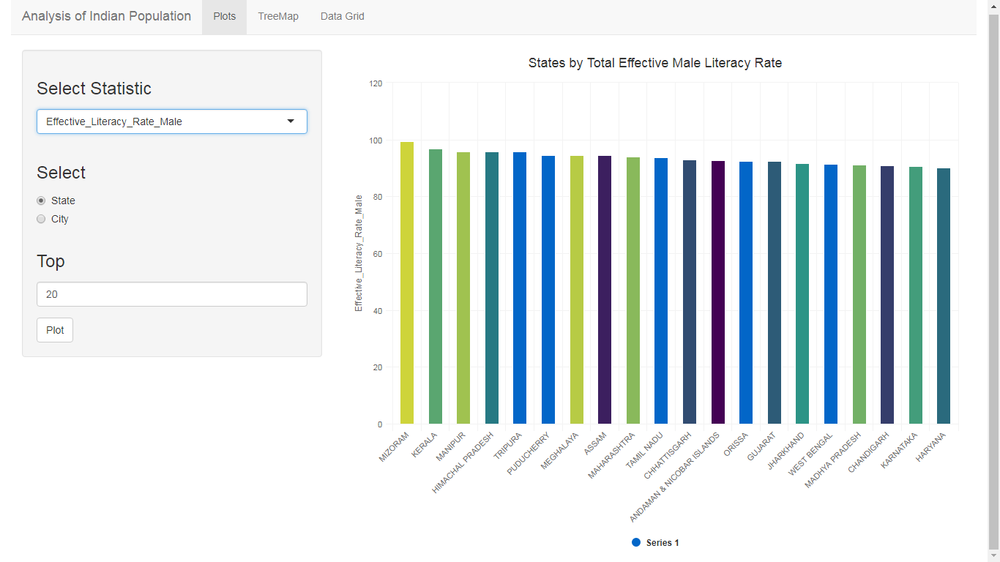 Analysis of Indian Population Plots TreeMap Data Grid
Select Statistic
Effective_Literacy_Rate_Male
Select
State
City
Top
20
Plot
States by Total Effective Male Literacy Rate
Effective_Literacy_Rate_Male
120
100
80
60
40
20
0
MIZORAM
KERALA
MANIPUR
HIMACHAL PRADESH
TRIPURA
PUDUCHERRY
MEGHALAYA
ASSAM
MAHARASHTRA
TAMIL NADU
CHHATTISGARH
ANDAMAN & NICOBAR ISLANDS
ORISSA
GUJARAT
JHARKHAND
WEST BENGAL
MADHYA PRADESH
CHANDIGARH
KARNATAKA
HARYANA
Series 1